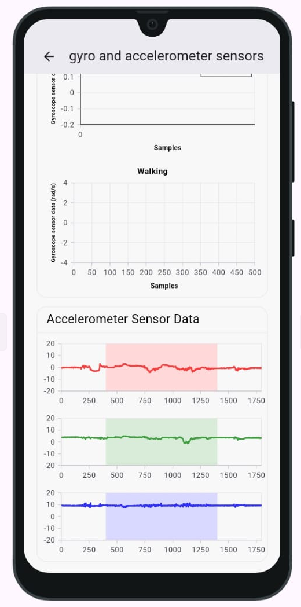 ← gyro and accelerometer sensors
0.1
0
-0.1
-0.2
0
Samples
Walking
Gyroscope sensor data (rad/s)
4
2
0
-2
-4
0 50 100 150 200 250 300 350 400 450 500
Samples
Accelerometer Sensor Data
20
10
0
-10
-20
0 250 500 750 1000 1250 1500 1750
20
10
0
-10
20
0 250 500 750 1000 1250 1500 1750
20
10
0
-10
20
0 250 500 750 1000 1250 1500 1750